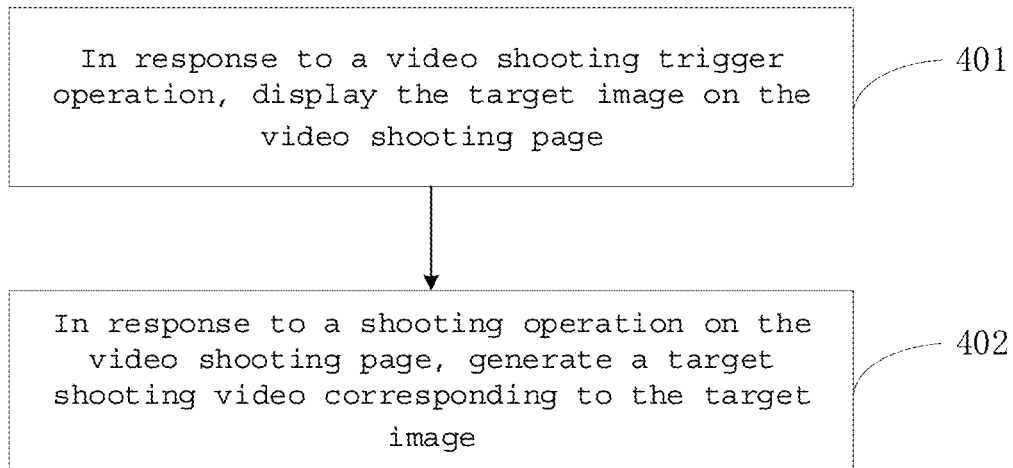 In response to a video shooting trigger
operation, display the target image on the
video shooting page
401
In response to a shooting operation on the
video shooting page, generate a target
shooting video corresponding to the target
image
402